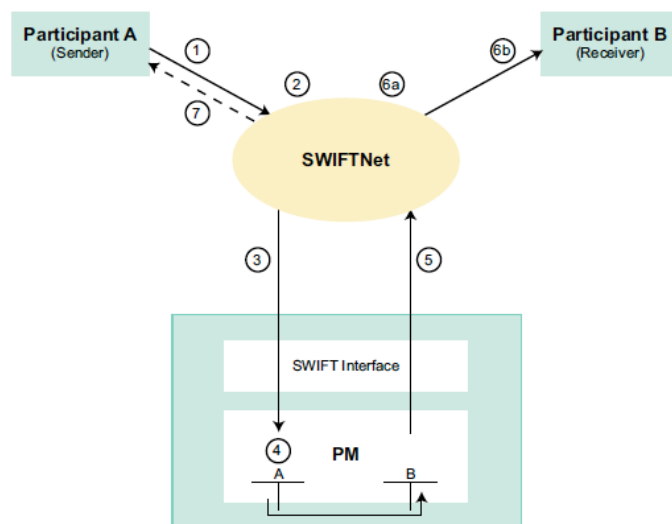 Participant A
(Sender)
1
2
6a
6b
Participant B
(Receiver)
7
SWIFTNet
3
5
SWIFT Interface
4
PM
A
B